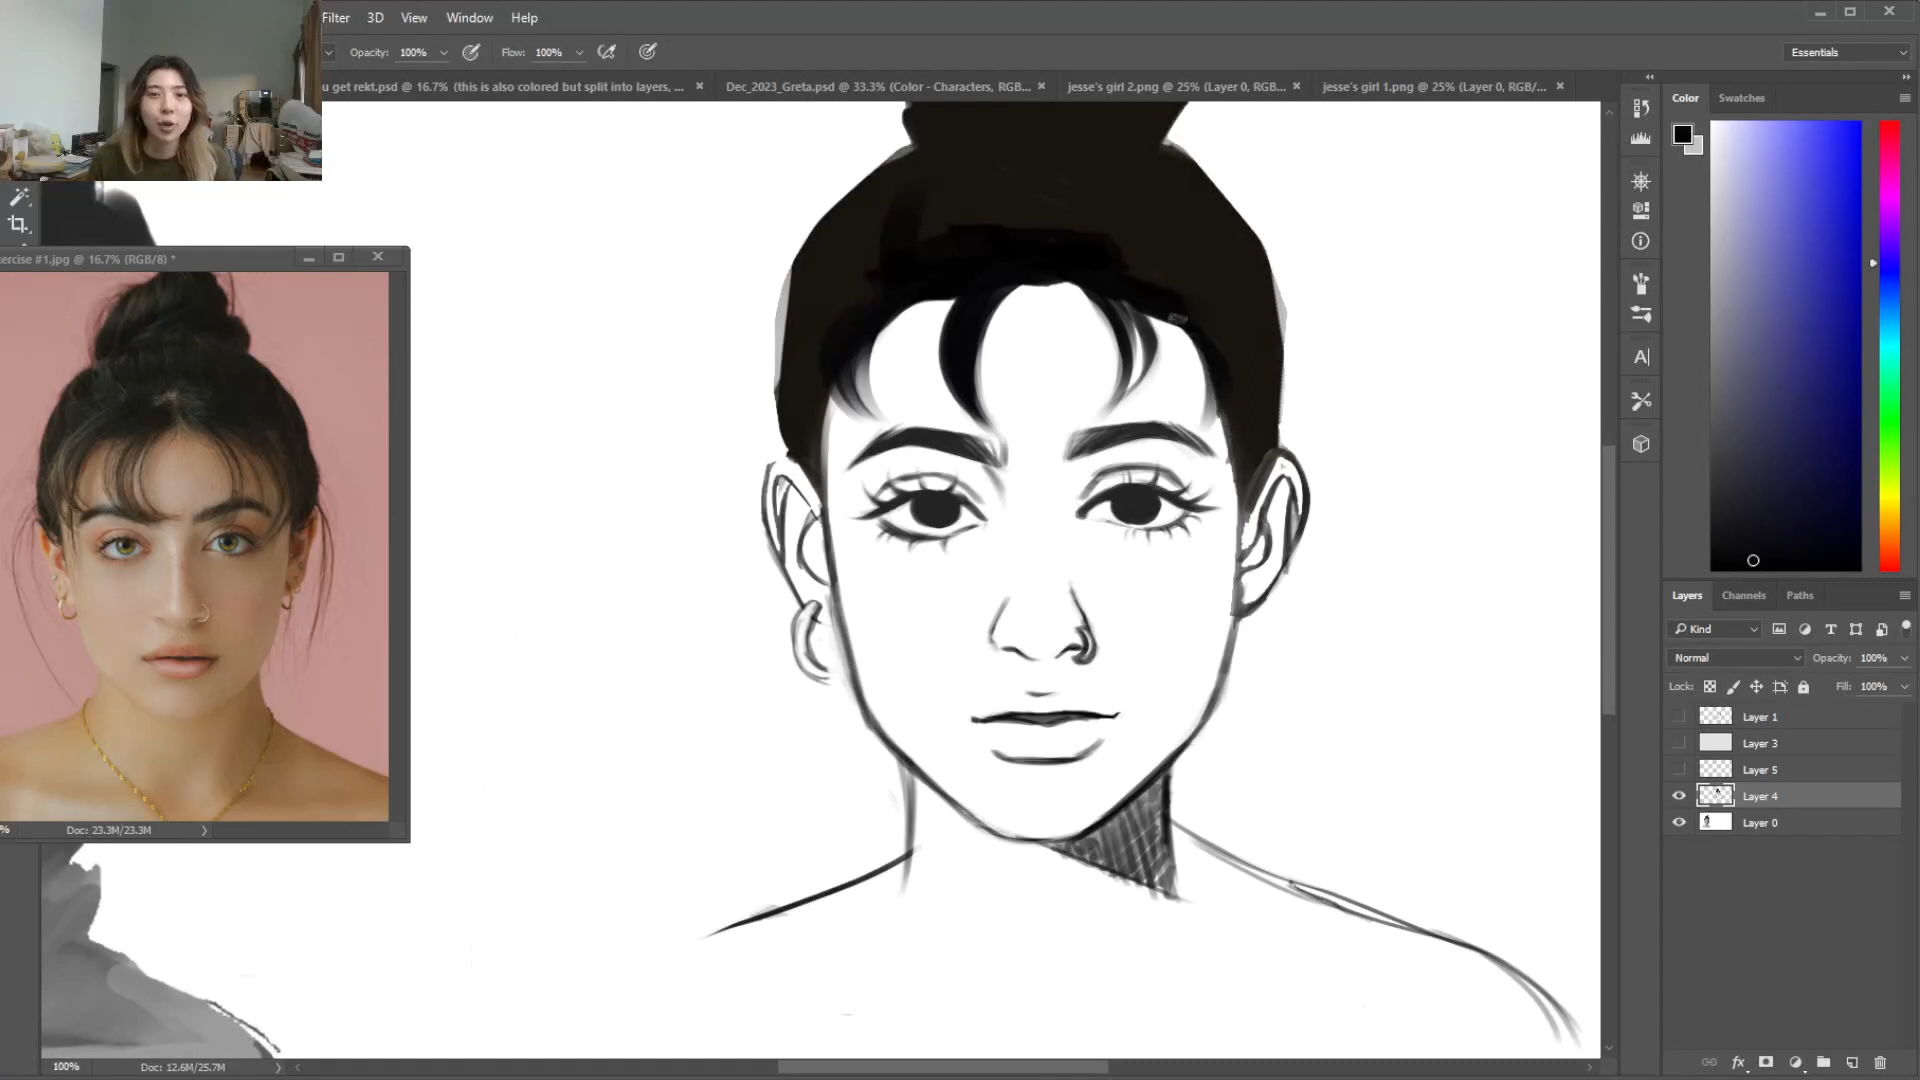 Filter 3D View Window Help
Opacity: 100% Flow: 100% Essentials
u get rekt.psd @ 16.7% (this is also colored but split into layers, ... × Dec_2023_Greta.psd @ 33.3% (Color - Characters, RGB... × jesse's girl 2.png @ 25% (Layer 0, RGB... × jesse's girl 1.png @ 25% (Layer 0, RGB/... ×
Color Swatches
ercise #1.jpg @ 16.7% (RGB/8) *
A|
Layers Channels Paths
Kind
Normal Opacity: 100%
Lock: Fill: 100%
Layer 1
Layer 3
Layer 5
Layer 4
Layer 0
% Doc: 23.3M/23.3M
100% Doc: 12.6M/25.7M
fx